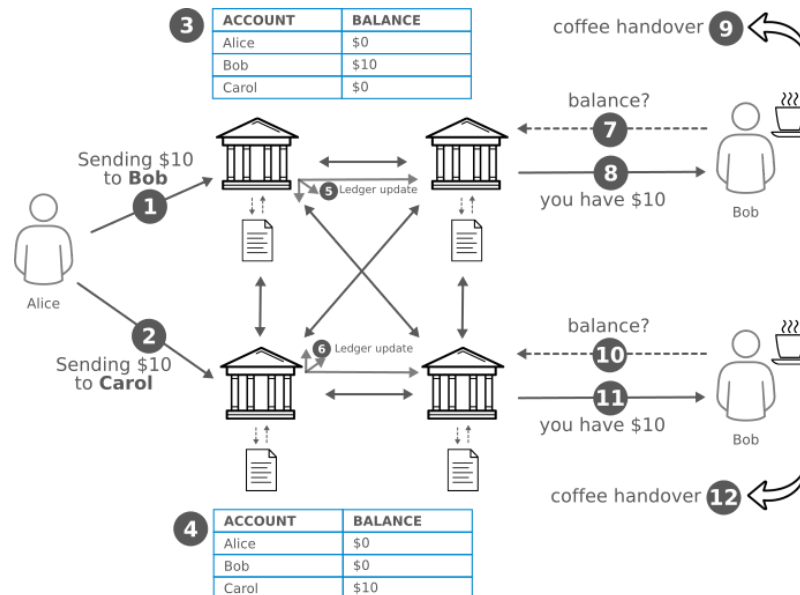 3
ACCOUNT BALANCE
Alice $0
Bob $10
Carol $0
coffee handover 9
balance?
7
8
you have $10
Bob
Sending $10
to Bob
1
5 Ledger update
Alice
2
Sending $10
to Carol
6 Ledger update
balance?
10
11
you have $10
Bob
coffee handover 12
4
ACCOUNT BALANCE
Alice $0
Bob $0
Carol $10